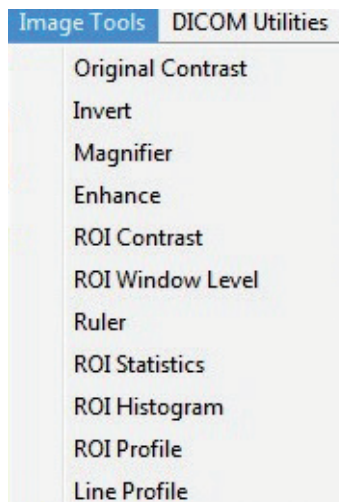 Image Tools DICOM Utilities
Original Contrast
Invert
Magnifier
Enhance
ROI Contrast
ROI Window Level
Ruler
ROI Statistics
ROI Histogram
ROI Profile
Line Profile